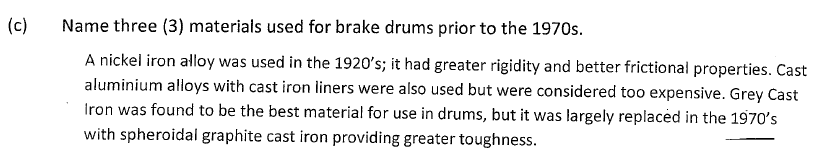 (c) Name three (3) materials used for brake drums prior to the 1970s.
A nickel iron alloy was used in the 1920's; it had greater rigidity and better frictional properties. Cast
aluminium alloys with cast iron liners were also used but were considered too expensive. Grey Cast
Iron was found to be the best material for use in drums, but it was largely replaced in the 1970's
with spheroidal graphite cast iron providing greater toughness.